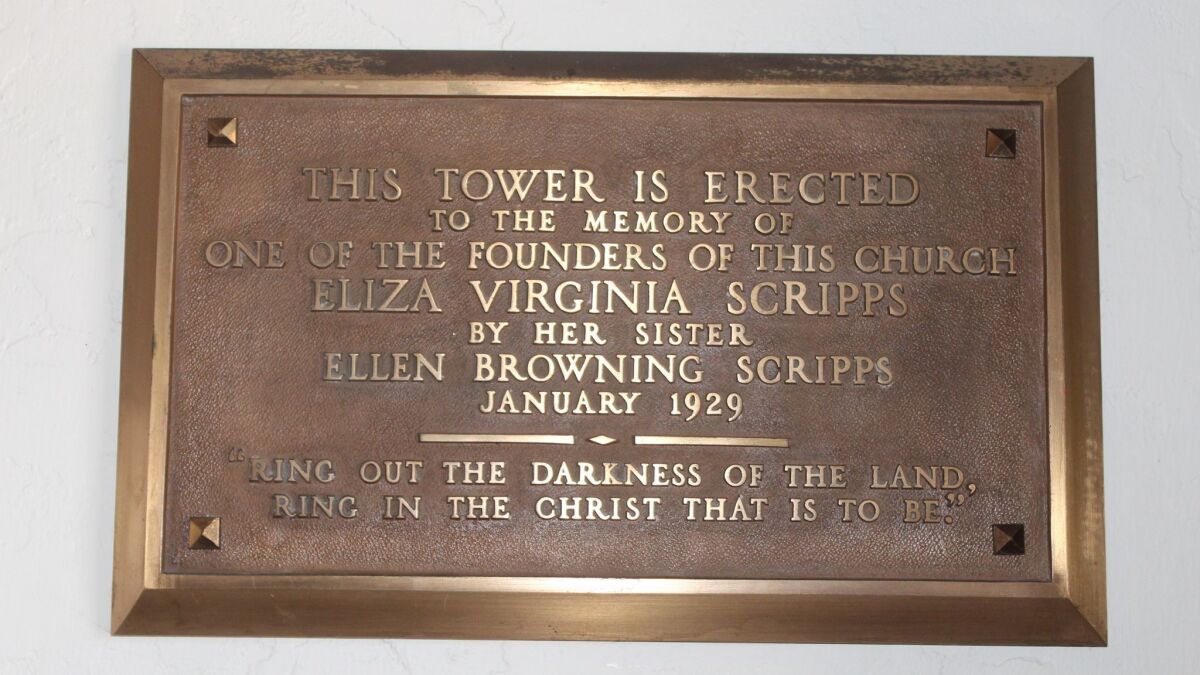 THIS TOWER IS ERECTED
TO THE MEMORY OF
ONE OF THE FOUNDERS OF THIS CHURCH
ELIZA VIRGINIA SCRIPPS
BY HER SISTER
ELLEN BROWNING SCRIPPS
JANUARY 1929
“RING OUT THE DARKNESS OF THE LAND,
RING IN THE CHRIST THAT IS TO BE.”